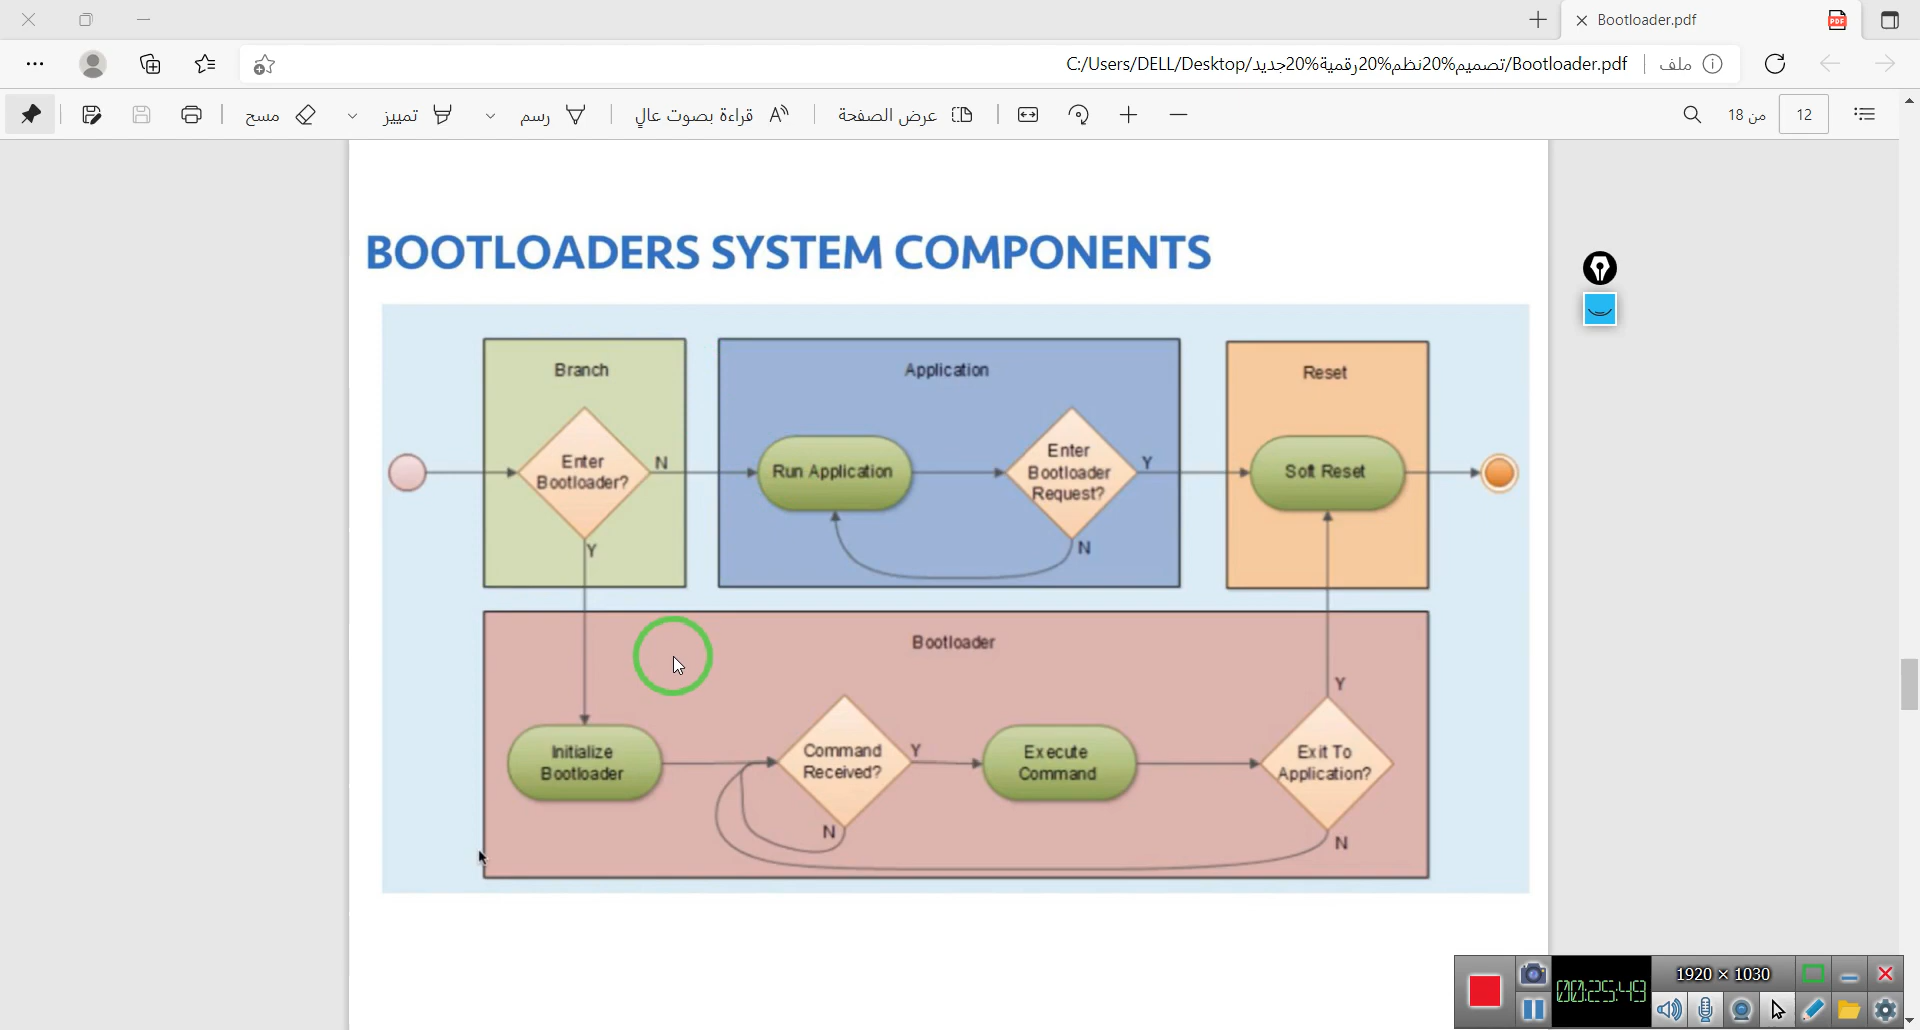 Bootloader.pdf
ملف
C:/Users/DELL/Desktop/تصميم%20نظم%20رقمية%20جديد/Bootloader.pdf
12
من 18
عرض الصفحة
قراءة بصوت عالٍ
رسم
تمييز
مسح
BOOTLOADERS SYSTEM COMPONENTS
Branch
Enter
Bootloader?
N
Y
Application
Run Application
Enter
Bootloader
Request?
Y
N
Reset
Soft Reset
Bootloader
Initialize
Bootloader
Command
Received?
Y
N
Execute
Command
Exit To
Application?
Y
N
1920 × 1030
00:25:49
PDF